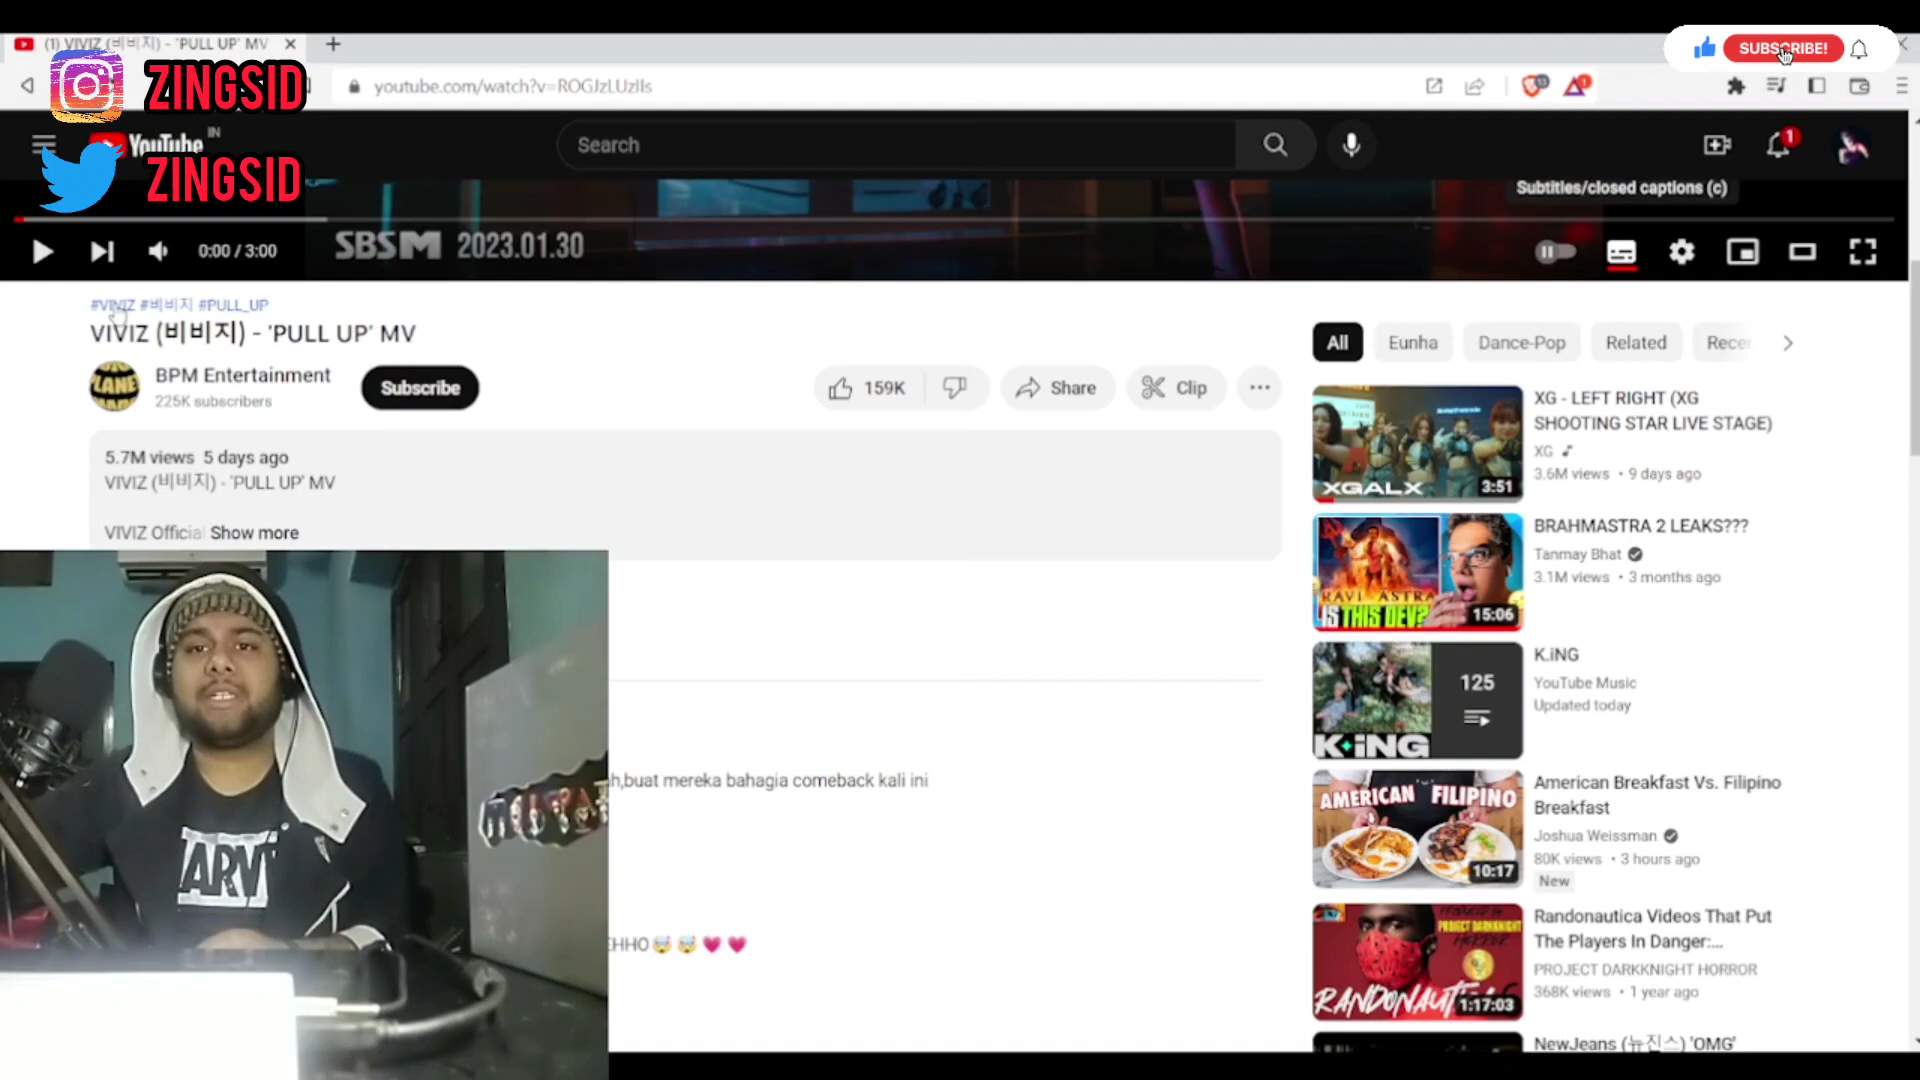 (1) VIVIZ (비비지) - 'PULL UP' MV
SUBSCRIBE!
youtube.com/watch?v=ROGJzLUzIIs
ZINGSID
ZINGSID
YouTube IN
Search
1
Subtitles/closed captions (c)
0:00 / 3:00
SBS M 2023.01.30
#VIVIZ #비비지 #PULL_UP
VIVIZ (비비지) - 'PULL UP' MV
BPM Entertainment
225K subscribers
Subscribe
159K
Share
Clip
5.7M views 5 days ago
VIVIZ (비비지) - 'PULL UP' MV
VIVIZ Official Show more
h,buat mereka bahagia comeback kali ini
EHHO🤯🤯💗💗
All
Eunha
Dance-Pop
Related
XG - LEFT RIGHT (XG
SHOOTING STAR LIVE STAGE)
XG
3.6M views • 9 days ago
XGALX
3:51
BRAHMASTRA 2 LEAKS???
Tanmay Bhat
3.1M views • 3 months ago
IS THIS DEV?
15:06
K.iNG
YouTube Music
Updated today
125
K+iNG
American Breakfast Vs. Filipino
Breakfast
Joshua Weissman
80K views • 3 hours ago
New
AMERICAN FILIPINO
10:17
Randonautica Videos That Put
The Players In Danger:...
PROJECT DARKKNIGHT HORROR
368K views • 1 year ago
PROJECT DARKKNIGHT
HORROR
1:17:03
NewJeans (뉴진스) 'OMG'